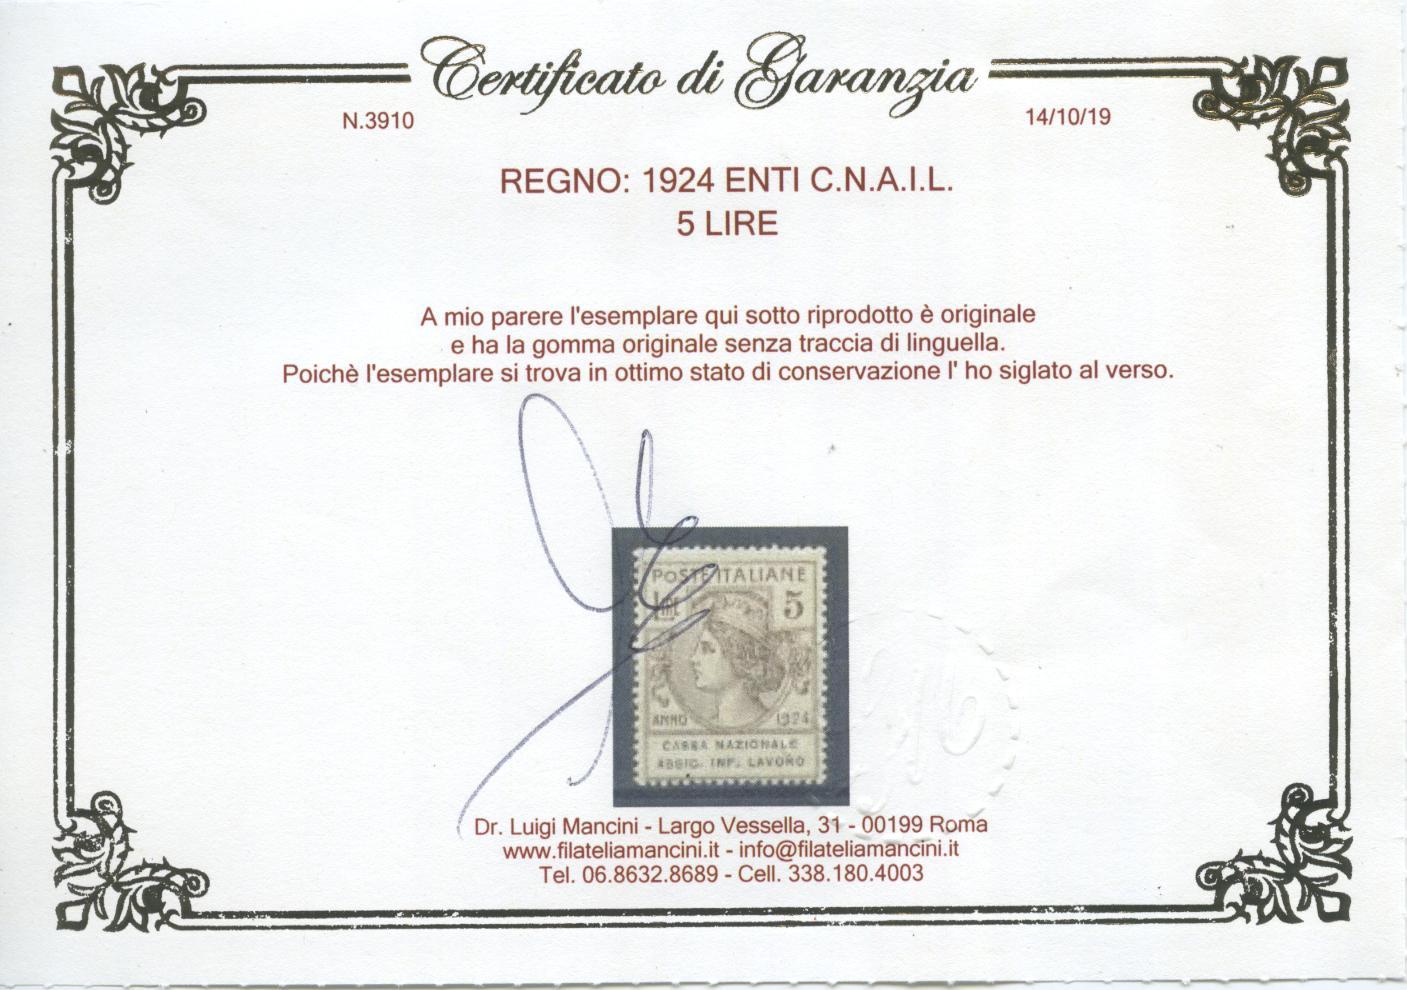 Certificato di Garanzia
N.3910
14/10/19
REGNO: 1924 ENTI C.N.A.I.L.
5 LIRE
A mio parere l'esemplare qui sotto riprodotto è originale
e ha la gomma originale senza traccia di linguella.
Poichè l'esemplare si trova in ottimo stato di conservazione l' ho siglato al verso.
POSTE ITALIANE
LIRE 5
ANNO 1924
CASSA NAZIONALE
ASSIC. INF. LAVORO
Dr. Luigi Mancini - Largo Vessella, 31 - 00199 Roma
www.filateliamancini.it - info@filateliamancini.it
Tel. 06.8632.8689 - Cell. 338.180.4003